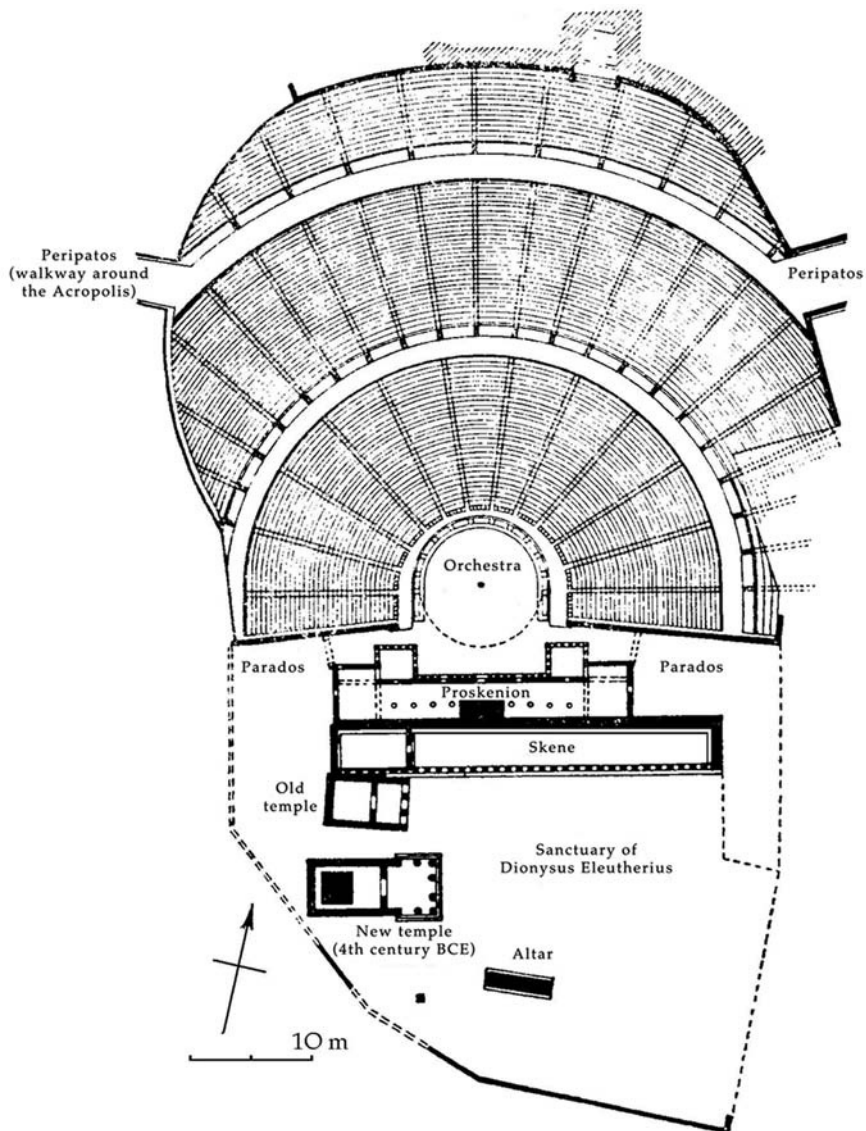 Peripatos
(walkway around
the Acropolis)
Peripatos
Orchestra
Parados
Parados
Proskenion
Skene
Old
temple
Sanctuary of
Dionysus Eleutherius
New temple
(4th century BCE)
Altar
10 m